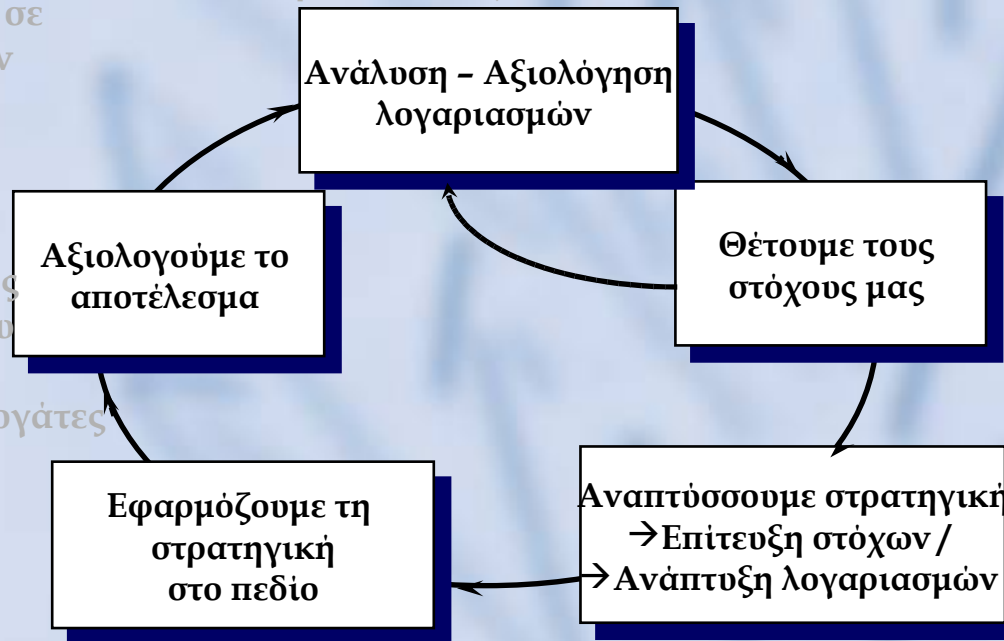 σε
Ανάλυση – Αξιολόγηση
λογαριασμών
Θέτουμε τους
στόχους μας
Αναπτύσσουμε στρατηγική
→Επίτευξη στόχων /
→Ανάπτυξη λογαριασμών
Εφαρμόζουμε τη
στρατηγική
στο πεδίο
Αξιολογούμε το
αποτέλεσμα